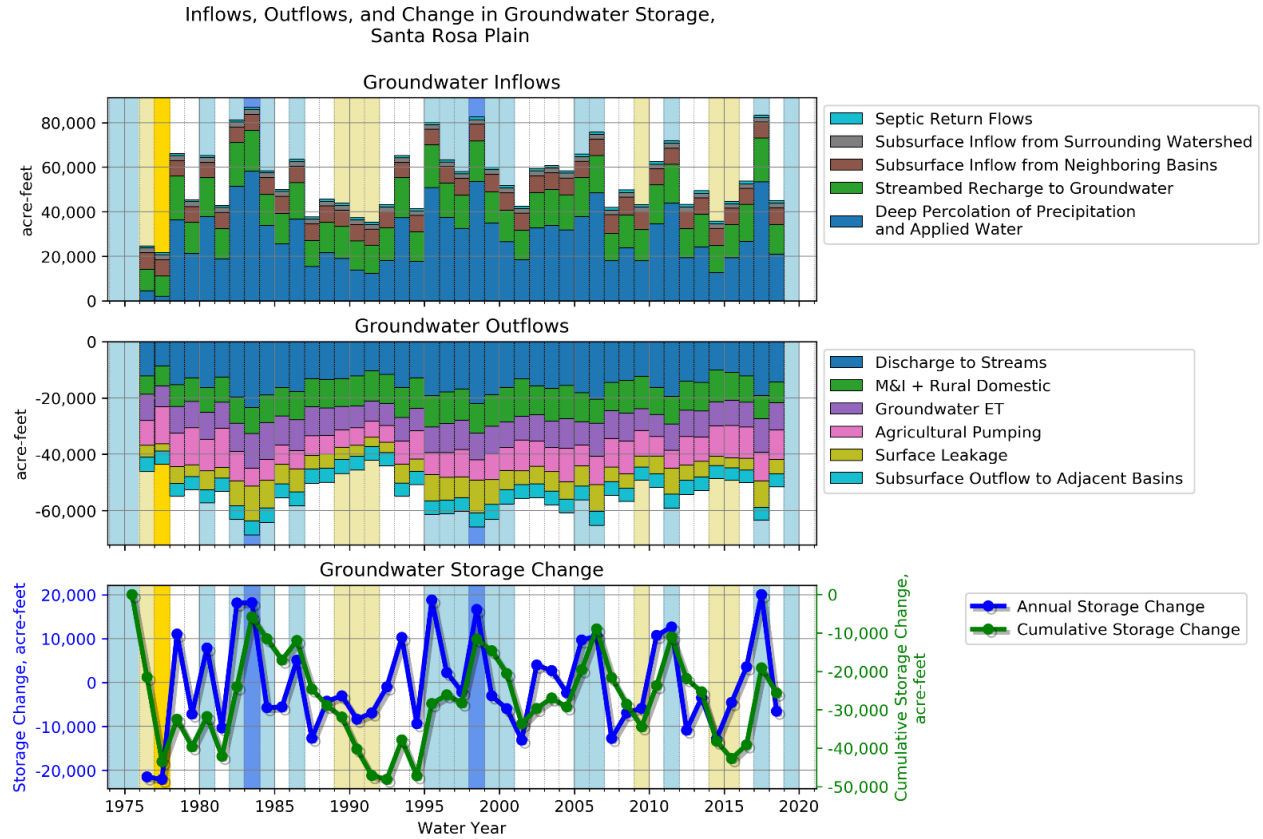 Inflows, Outflows, and Change in Groundwater Storage,
Santa Rosa Plain
Groundwater Inflows
acre-feet
80,000
60,000
40,000
20,000
0
Septic Return Flows
Subsurface Inflow from Surrounding Watershed
Subsurface Inflow from Neighboring Basins
Streambed Recharge to Groundwater
Deep Percolation of Precipitation
and Applied Water
Groundwater Outflows
acre-feet
0
-20,000
-40,000
-60,000
Discharge to Streams
M&I + Rural Domestic
Groundwater ET
Agricultural Pumping
Surface Leakage
Subsurface Outflow to Adjacent Basins
Groundwater Storage Change
Storage Change, acre-feet
20,000
10,000
0
-10,000
-20,000
0
-10,000
-20,000
-30,000
-40,000
-50,000
Cumulative Storage Change,
acre-feet
Annual Storage Change
Cumulative Storage Change
1975 1980 1985 1990 1995 2000 2005 2010 2015 2020
Water Year